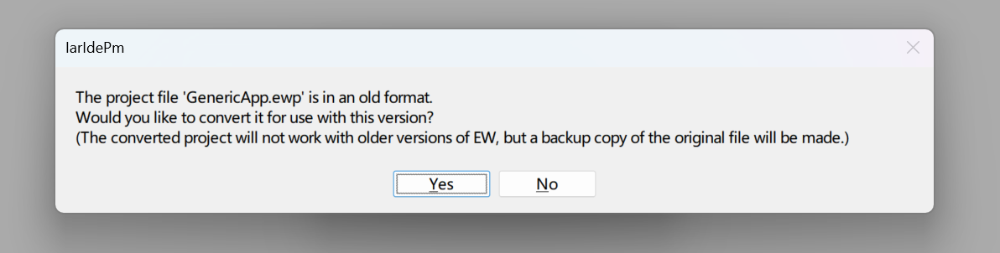 IarIdePm
The project file 'GenericApp.ewp' is in an old format.
Would you like to convert it for use with this version?
(The converted project will not work with older versions of EW, but a backup copy of the original file will be made.)
Yes No